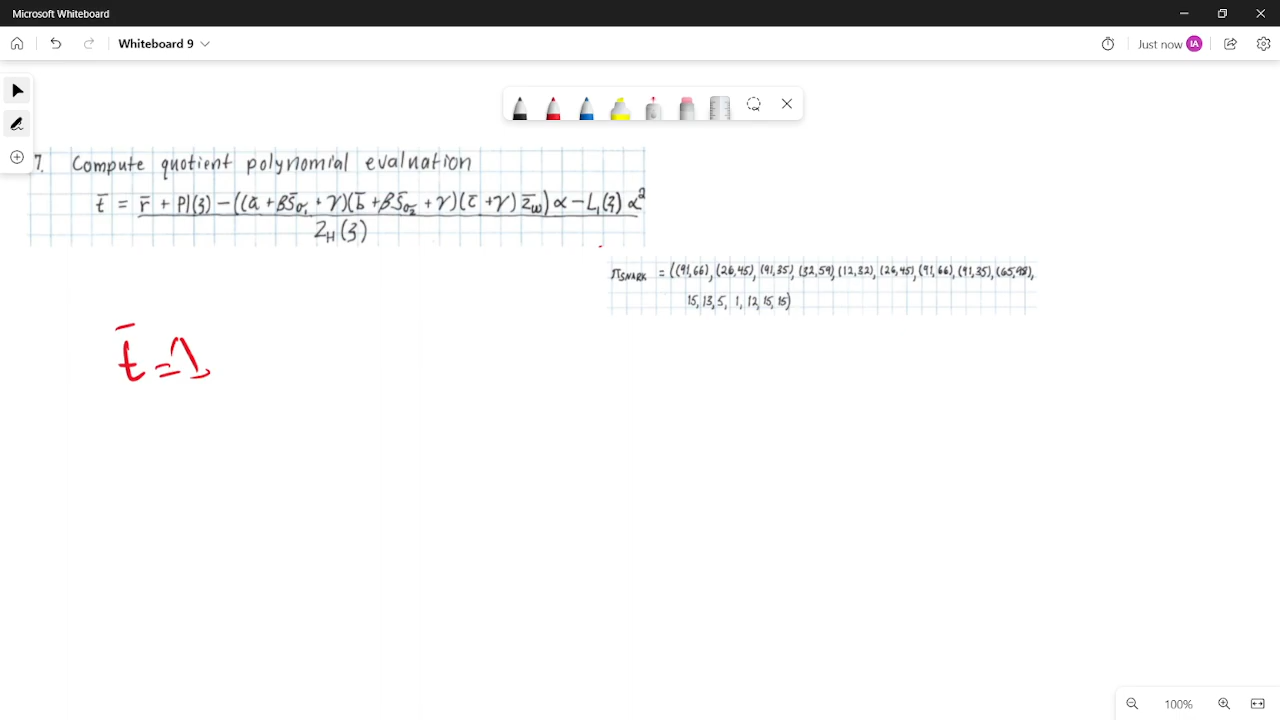 Microsoft Whiteboard
Whiteboard 9
Just now IA
7. Compute quotient polynomial evaluation
t̄ = r̄ + PI(ʒ) − ((ā + βs̄σ₁ + γ)(b̄ + βs̄σ₂ + γ)(c̄ + γ) z̄ω) α − L₁(ʒ) α²
Z_H(ʒ)
π_SNARK = ((91,66), (26,45), (91,35), (32,59), (12,32), (26,45), (91,66), (91,35), (65,98),
15, 13, 5, 1, 12, 15, 15)
t̄ = 1
100%